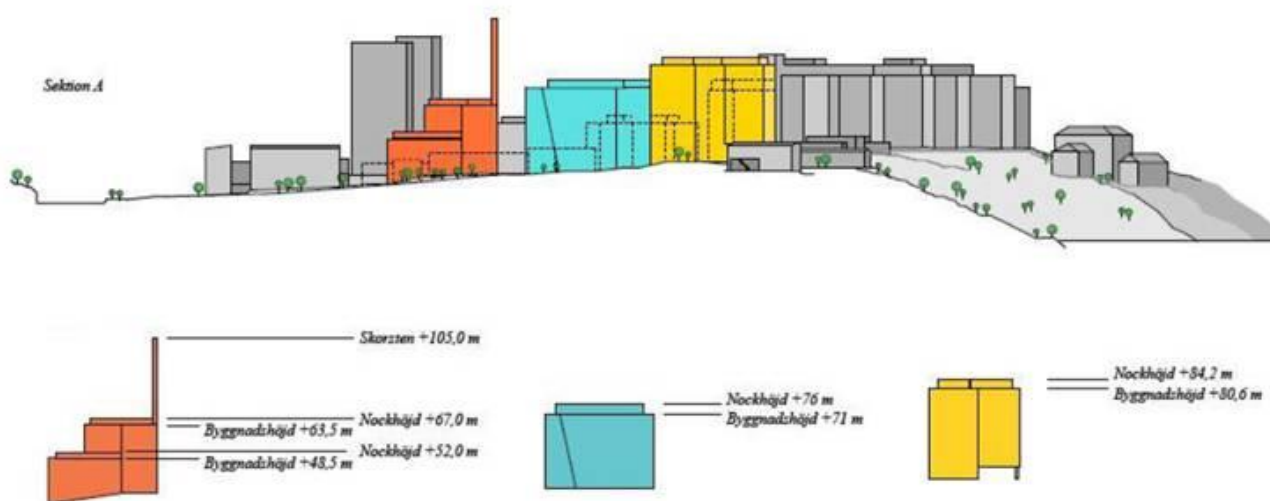 Sektion A
Skorsten +105,0 m
Nockhöjd +67,0 m
Byggnadshöjd +63,5 m
Nockhöjd +52,0 m
Byggnadshöjd +48,5 m
Nockhöjd +76 m
Byggnadshöjd +71 m
Nockhöjd +84,2 m
Byggnadshöjd +80,6 m